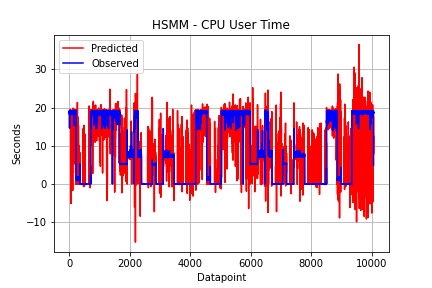 HSMM - CPU User Time
Predicted
Observed
30
20
10
0
−10
Seconds
0 2000 4000 6000 8000 10000
Datapoint